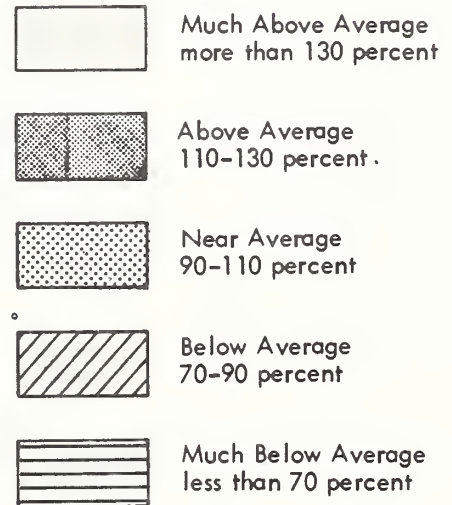 Much Above Average
more than 130 percent
Above Average
110-130 percent.
Near Average
90-110 percent
Below Average
70-90 percent
Much Below Average
less than 70 percent